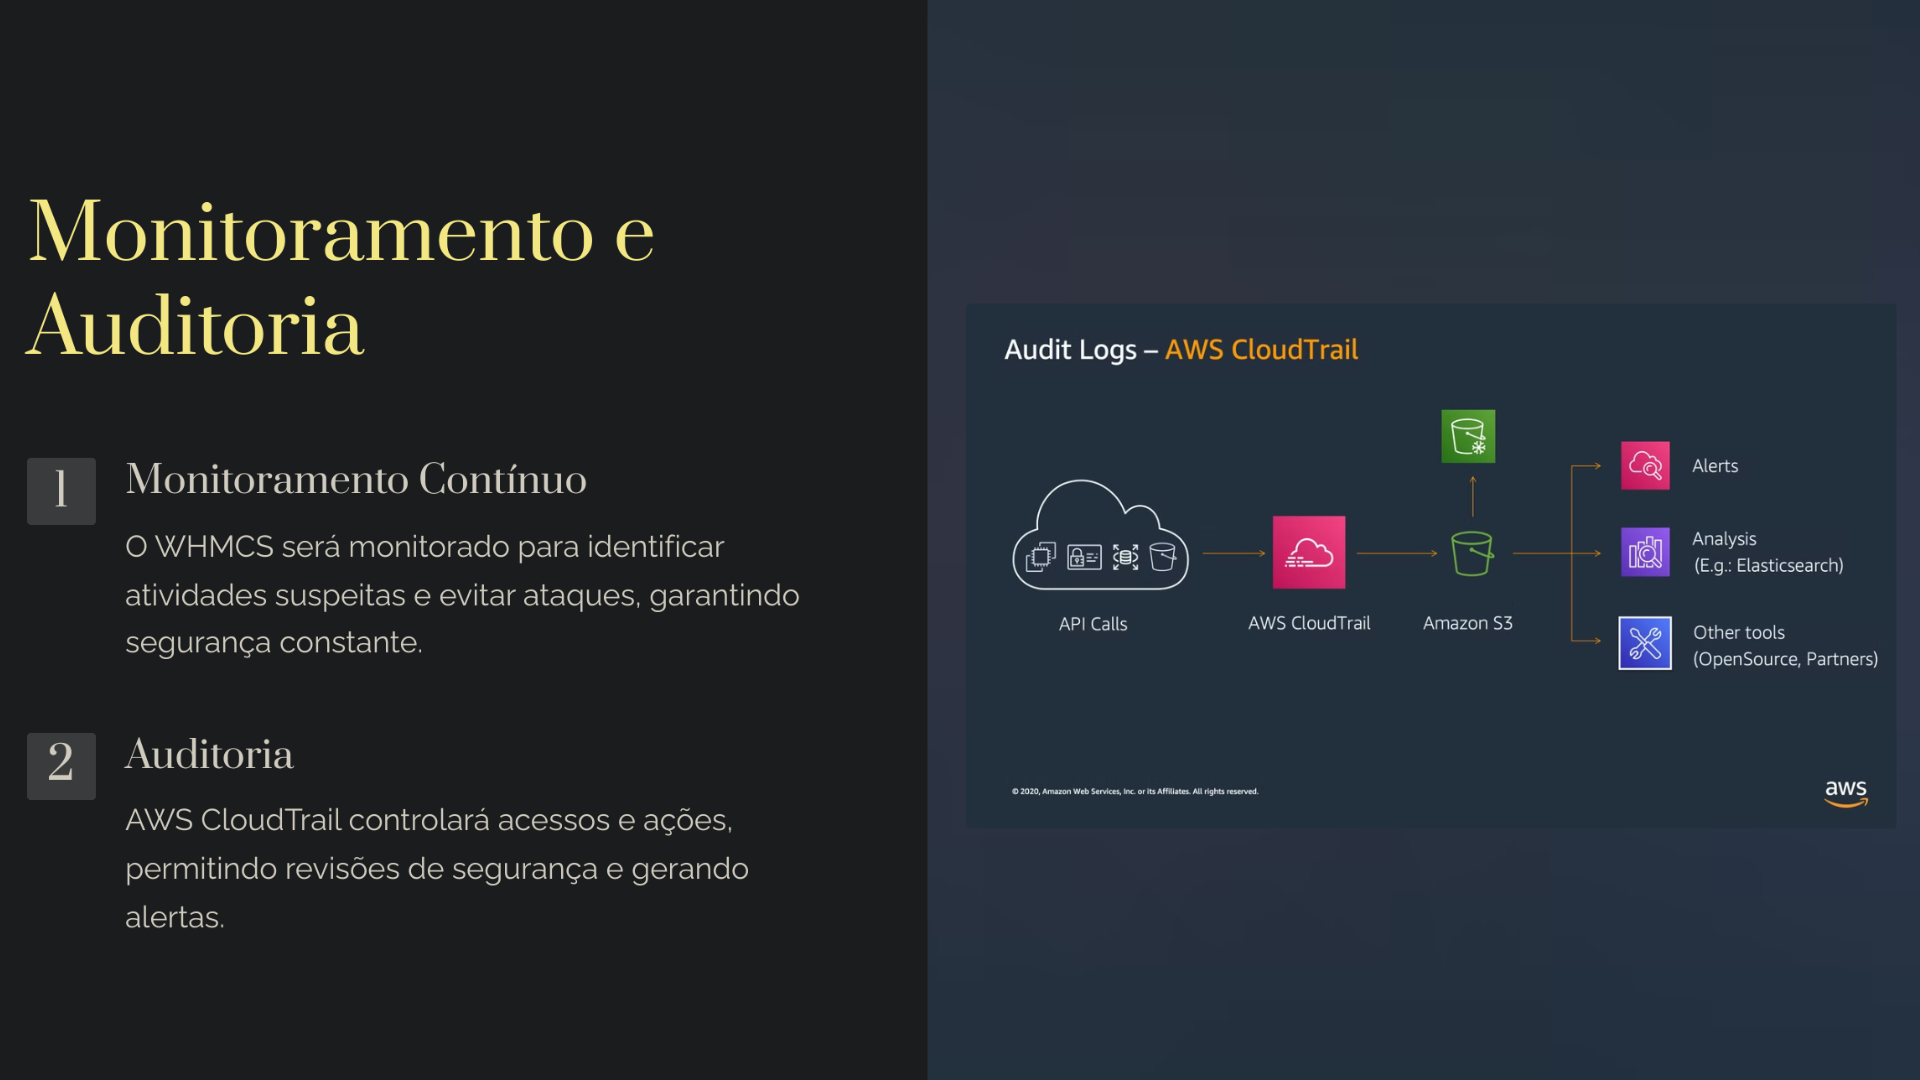 Monitoramento e
Auditoria
1
Monitoramento Contínuo
O WHMCS será monitorado para identificar
atividades suspeitas e evitar ataques, garantindo
segurança constante.
2
Auditoria
AWS CloudTrail controlará acessos e ações,
permitindo revisões de segurança e gerando
alertas.
Audit Logs – AWS CloudTrail
API Calls
AWS CloudTrail
Amazon S3
Alerts
Analysis
(E.g.: Elasticsearch)
Other tools
(OpenSource, Partners)
© 2020, Amazon Web Services, Inc. or its Affiliates. All rights reserved.
aws